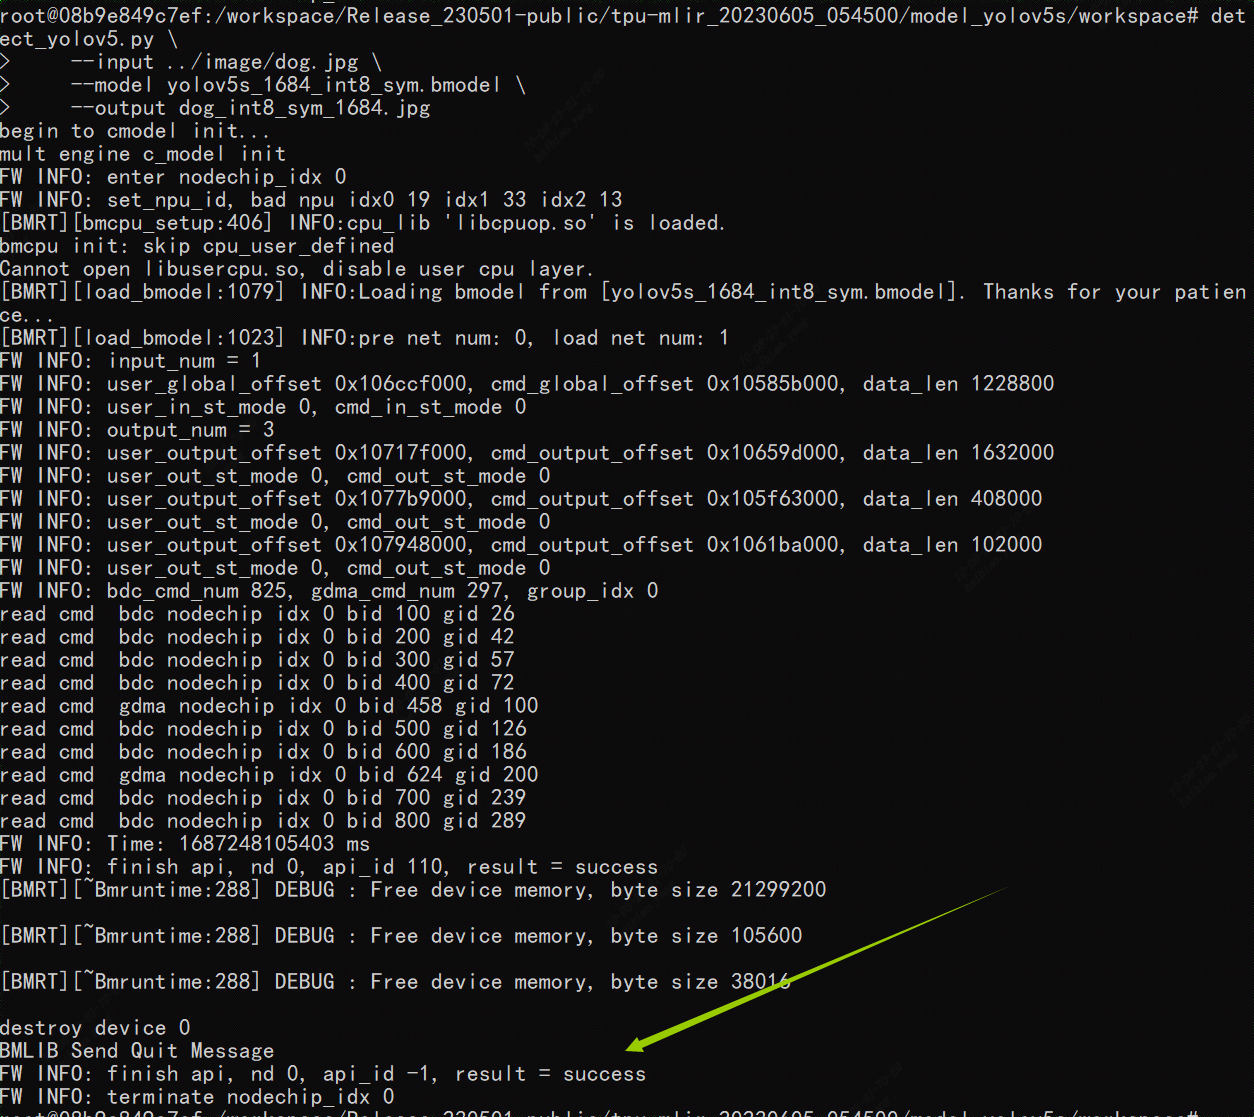 root@08b9e849c7ef:/workspace/Release_230501-public/tpu-mlir_20230605_054500/model_yolov5s/workspace# det
ect_yolov5.py \
>     --input ../image/dog.jpg \
>     --model yolov5s_1684_int8_sym.bmodel \
>     --output dog_int8_sym_1684.jpg
begin to cmodel init...
mult engine c_model init
FW INFO: enter nodechip_idx 0
FW INFO: set_npu_id, bad npu idx0 19 idx1 33 idx2 13
[BMRT][bmcpu_setup:406] INFO:cpu_lib 'libcpuop.so' is loaded.
bmcpu init: skip cpu_user_defined
Cannot open libusercpu.so, disable user cpu layer.
[BMRT][load_bmodel:1079] INFO:Loading bmodel from [yolov5s_1684_int8_sym.bmodel]. Thanks for your patien
ce...
[BMRT][load_bmodel:1023] INFO:pre net num: 0, load net num: 1
FW INFO: input_num = 1
FW INFO: user_global_offset 0x106ccf000, cmd_global_offset 0x10585b000, data_len 1228800
FW INFO: user_in_st_mode 0, cmd_in_st_mode 0
FW INFO: output_num = 3
FW INFO: user_output_offset 0x10717f000, cmd_output_offset 0x10659d000, data_len 1632000
FW INFO: user_out_st_mode 0, cmd_out_st_mode 0
FW INFO: user_output_offset 0x1077b9000, cmd_output_offset 0x105f63000, data_len 408000
FW INFO: user_out_st_mode 0, cmd_out_st_mode 0
FW INFO: user_output_offset 0x107948000, cmd_output_offset 0x1061ba000, data_len 102000
FW INFO: user_out_st_mode 0, cmd_out_st_mode 0
FW INFO: bdc_cmd_num 825, gdma_cmd_num 297, group_idx 0
read cmd  bdc nodechip idx 0 bid 100 gid 26
read cmd  bdc nodechip idx 0 bid 200 gid 42
read cmd  bdc nodechip idx 0 bid 300 gid 57
read cmd  bdc nodechip idx 0 bid 400 gid 72
read cmd  gdma nodechip idx 0 bid 458 gid 100
read cmd  bdc nodechip idx 0 bid 500 gid 126
read cmd  bdc nodechip idx 0 bid 600 gid 186
read cmd  gdma nodechip idx 0 bid 624 gid 200
read cmd  bdc nodechip idx 0 bid 700 gid 239
read cmd  bdc nodechip idx 0 bid 800 gid 289
FW INFO: Time: 1687248105403 ms
FW INFO: finish api, nd 0, api_id 110, result = success
[BMRT][~Bmruntime:288] DEBUG : Free device memory, byte size 21299200
[BMRT][~Bmruntime:288] DEBUG : Free device memory, byte size 105600
[BMRT][~Bmruntime:288] DEBUG : Free device memory, byte size 38016
destroy device 0
BMLIB Send Quit Message
FW INFO: finish api, nd 0, api_id -1, result = success
FW INFO: terminate nodechip_idx 0
root@08b9e849c7ef:/workspace/Release_230501-public/tpu-mlir_20230605_054500/model_yolov5s/workspace#